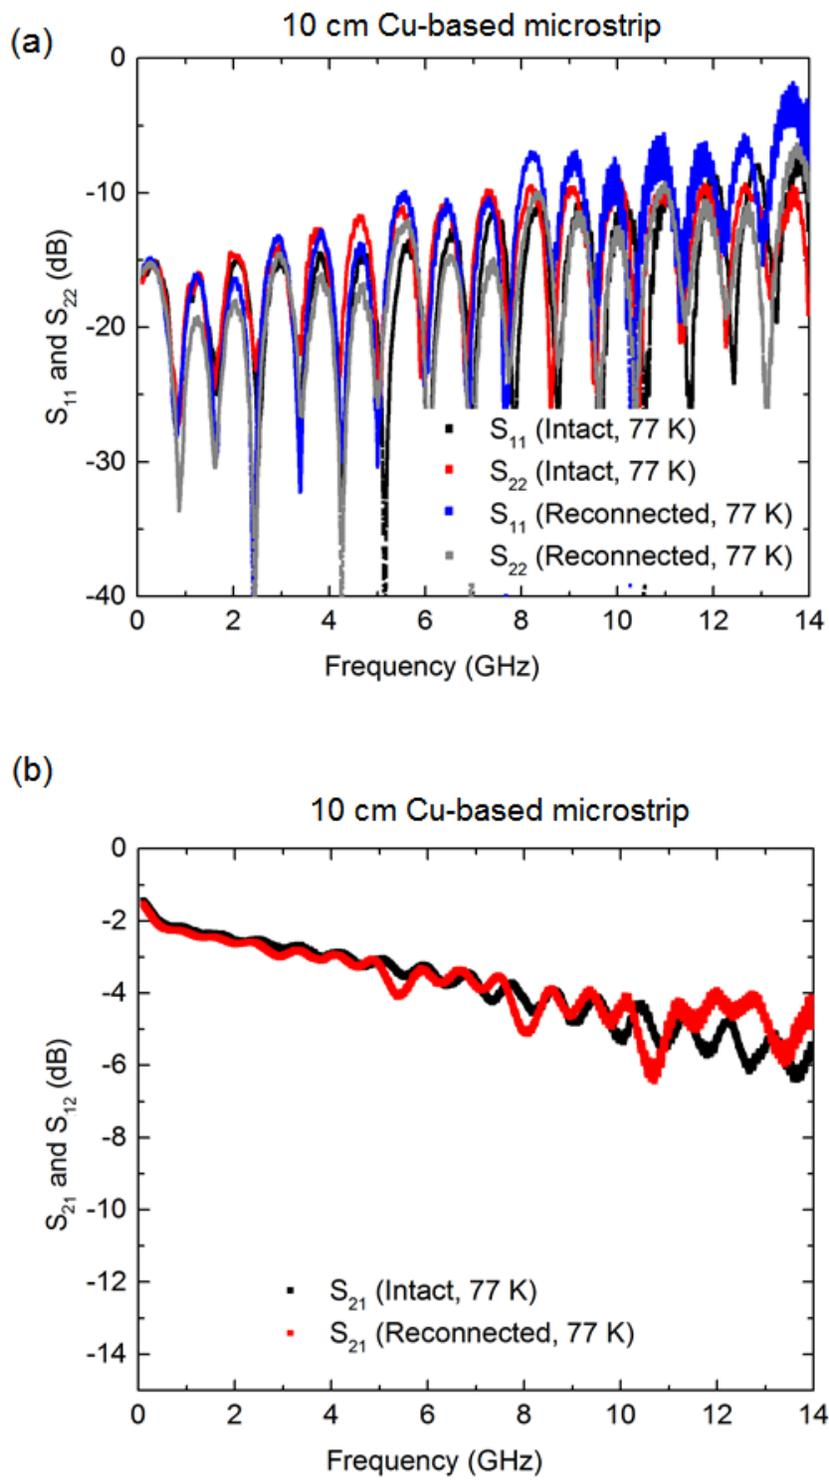 (a)
10 cm Cu-based microstrip
0
-10
-20
-30
-40
S11 and S22 (dB)
S11 (Intact, 77 K)
S22 (Intact, 77 K)
S11 (Reconnected, 77 K)
S22 (Reconnected, 77 K)
0 2 4 6 8 10 12 14
Frequency (GHz)
(b)
10 cm Cu-based microstrip
0
-2
-4
-6
-8
-10
-12
-14
S21 and S12 (dB)
S21 (Intact, 77 K)
S21 (Reconnected, 77 K)
0 2 4 6 8 10 12 14
Frequency (GHz)